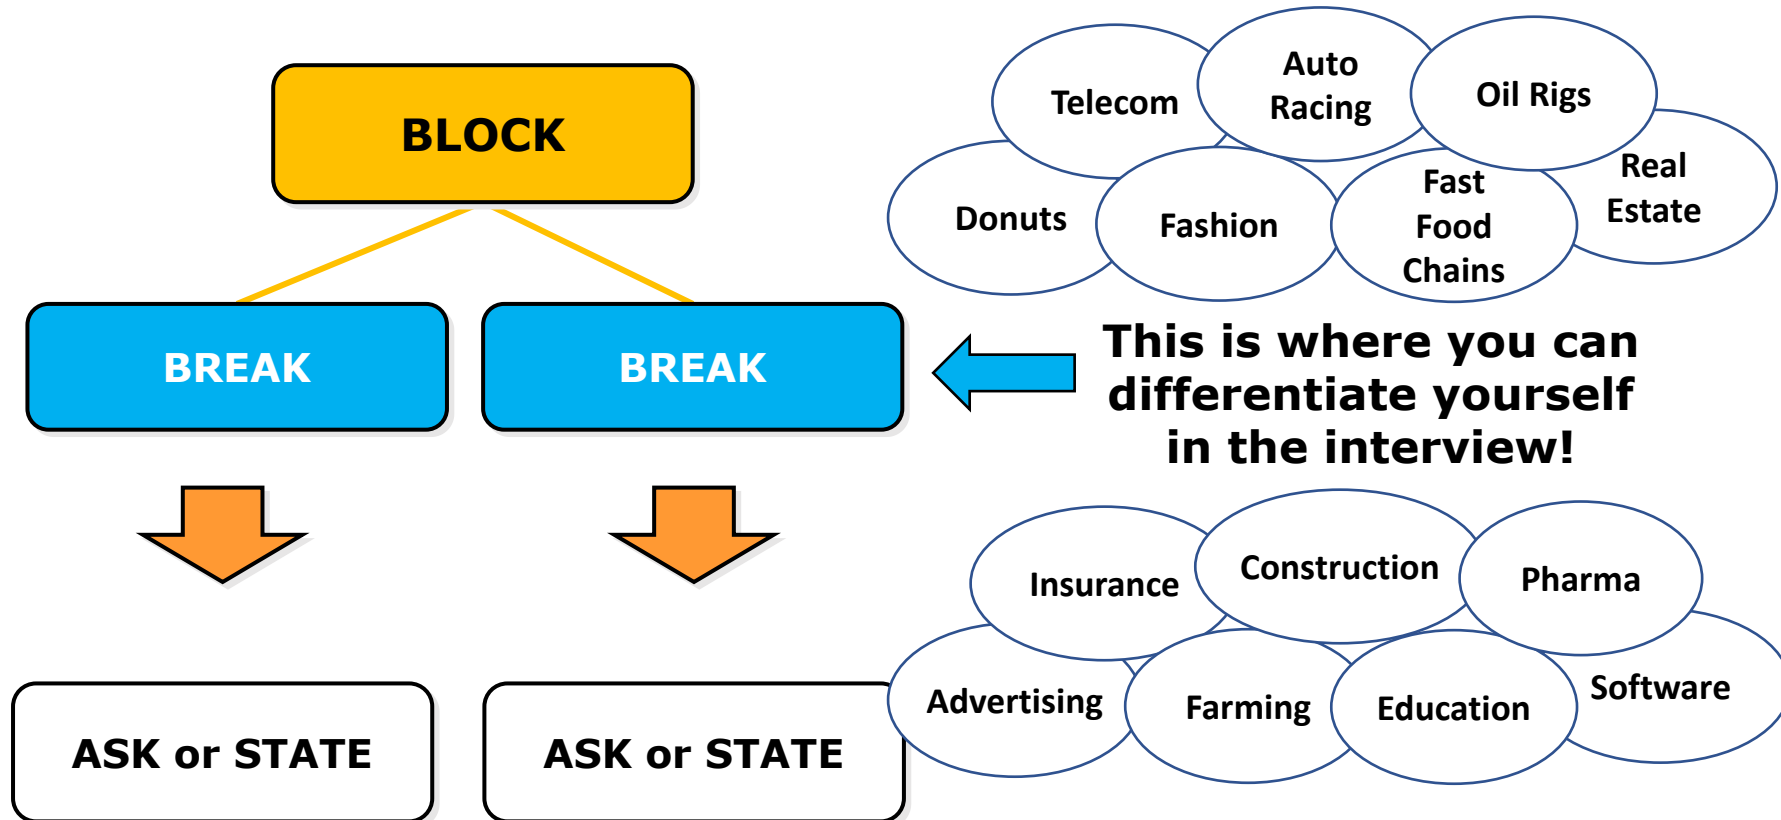 BLOCK
BREAK
BREAK
ASK or STATE
ASK or STATE
Telecom
Auto
Racing
Oil Rigs
Real
Estate
Donuts
Fashion
Fast
Food
Chains
This is where you can
differentiate yourself
in the interview!
Insurance
Construction
Pharma
Advertising
Farming
Education
Software